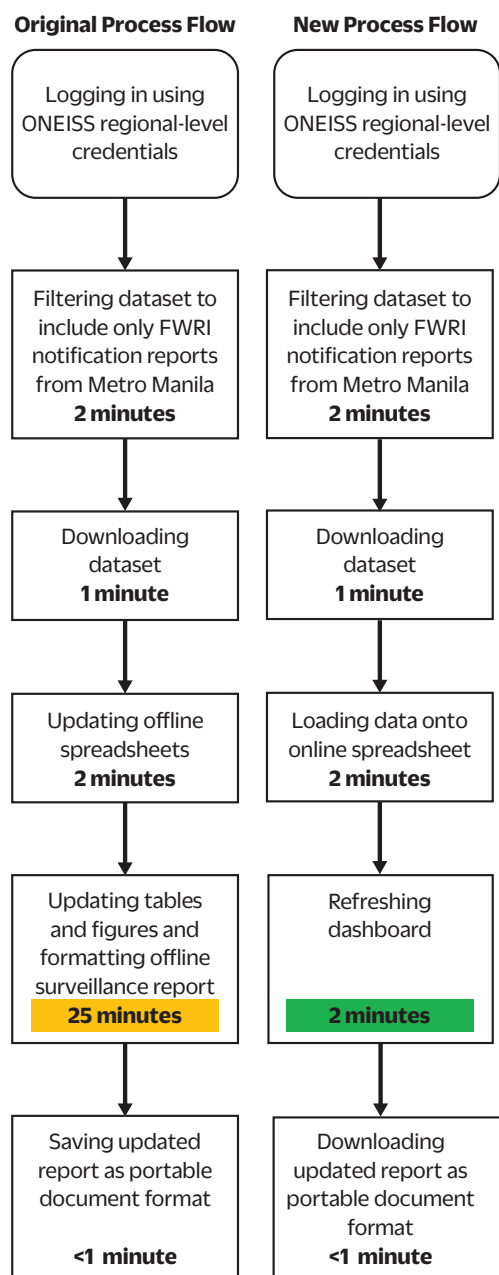 Original Process Flow
Logging in using
ONEISS regional-level
credentials
Filtering dataset to
include only FWRI
notification reports
from Metro Manila
2 minutes
Downloading
dataset
1 minute
Updating offline
spreadsheets
2 minutes
Updating tables
and figures and
formatting offline
surveillance report
25 minutes
Saving updated
report as portable
document format
<1 minute
New Process Flow
Logging in using
ONEISS regional-level
credentials
Filtering dataset to
include only FWRI
notification reports
from Metro Manila
2 minutes
Downloading
dataset
1 minute
Loading data onto
online spreadsheet
2 minutes
Refreshing
dashboard
2 minutes
Downloading
updated report as
portable document
format
<1 minute